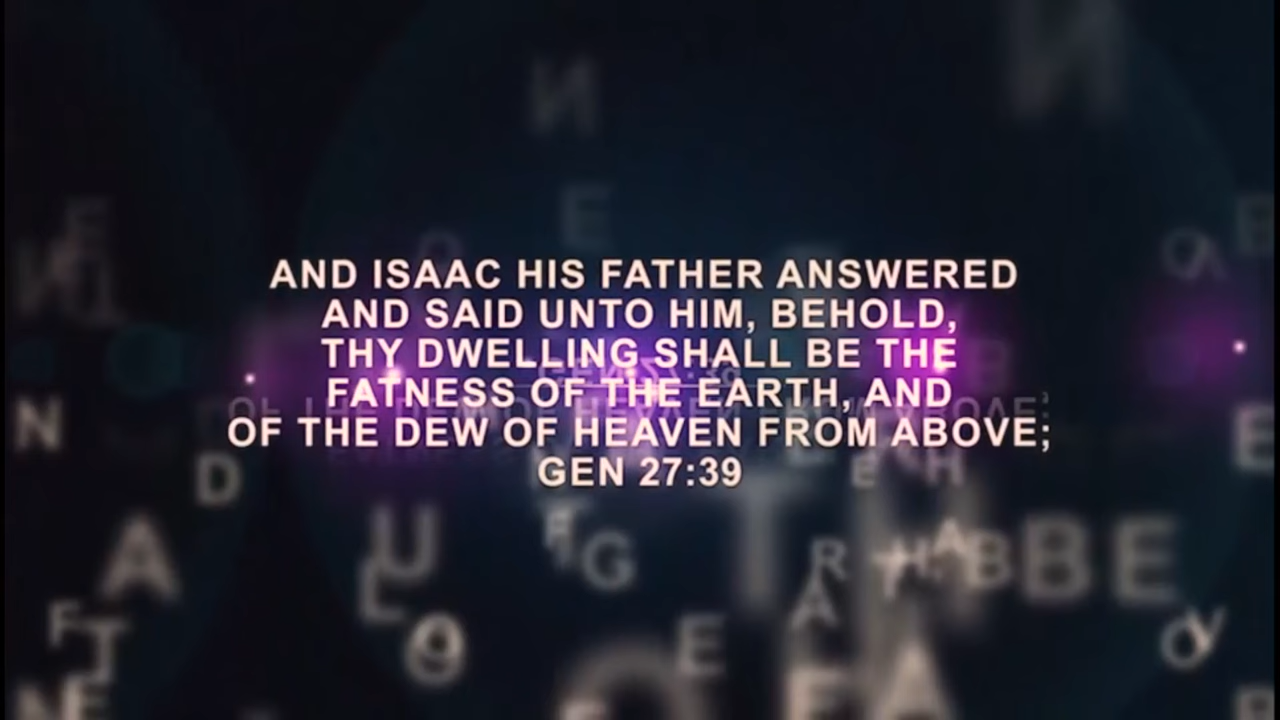 AND ISAAC HIS FATHER ANSWERED
AND SAID UNTO HIM, BEHOLD,
THY DWELLING SHALL BE THE
FATNESS OF THE EARTH, AND
OF THE DEW OF HEAVEN FROM ABOVE;
GEN 27:39